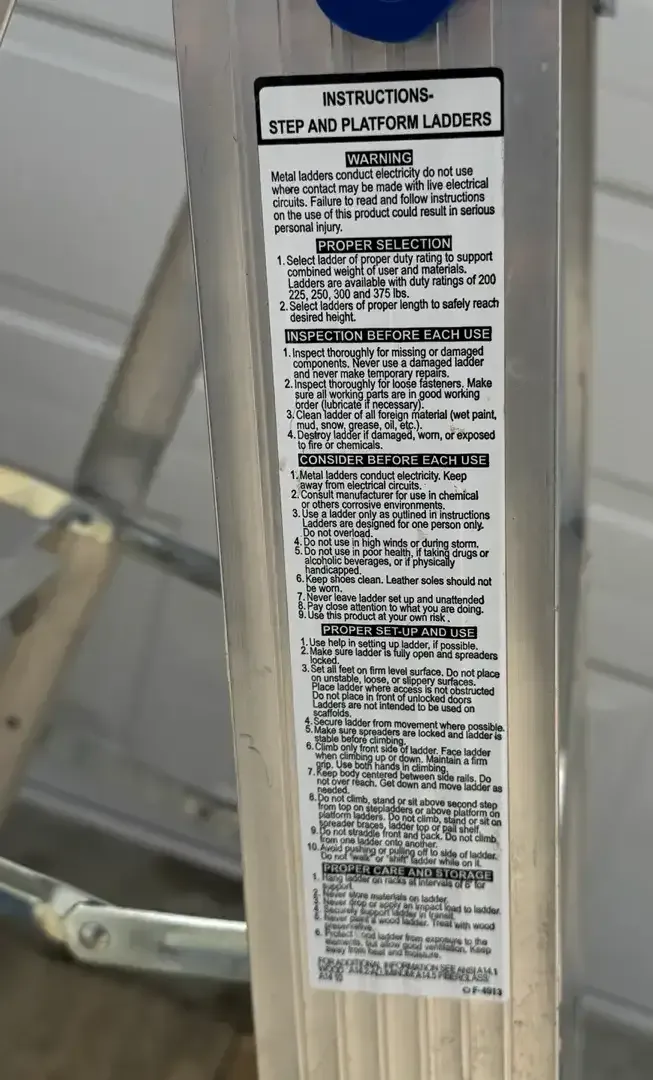 INSTRUCTIONS-
STEP AND PLATFORM LADDERS
WARNING
Metal ladders conduct electricity do not use
where contact may be made with live electrical
circuits. Failure to read and follow instructions
on the use of this product could result in serious
personal injury.
PROPER SELECTION
1. Select ladder of proper duty rating to support
combined weight of user and materials.
Ladders are available with duty ratings of 200
225, 250, 300 and 375 lbs.
2. Select ladders of proper length to safely reach
desired height.
INSPECTION BEFORE EACH USE
1. Inspect thoroughly for missing or damaged
components. Never use a damaged ladder
and never make temporary repairs.
2. Inspect thoroughly for loose fasteners. Make
sure all working parts are in good working
order (lubricate if necessary).
3. Clean ladder of all foreign material (wet paint,
mud, snow, grease, oil, etc.).
4. Destroy ladder if damaged, worn, or exposed
to fire or chemicals.
CONSIDER BEFORE EACH USE
1. Metal ladders conduct electricity. Keep
away from electrical circuits.
2. Consult manufacturer for use in chemical
or others corrosive environments.
3. Use a ladder only as outlined in instructions
Ladders are designed for one person only.
Do not overload.
4. Do not use in high winds or during storm.
5. Do not use in poor health, if taking drugs or
alcoholic beverages, or if physically
handicapped.
6. Keep shoes clean. Leather soles should not
be worn.
7. Never leave ladder set up and unattended
8. Pay close attention to what you are doing.
9. Use this product at your own risk .
PROPER SET-UP AND USE
1. Use help in setting up ladder, if possible.
2. Make sure ladder is fully open and spreaders
locked.
3. Set all feet on firm level surface. Do not place
on unstable, loose, or slippery surfaces.
Place ladder where access is not obstructed
Do not place in front of unlocked doors
Ladders are not intended to be used on
scaffolds.
4. Secure ladder from movement where possible.
5. Make sure spreaders are locked and ladder is
stable before climbing.
6. Climb only front side of ladder. Face ladder
when climbing up or down. Maintain a firm
grip. Use both hands in climbing.
7. Keep body centered between side rails. Do
not over reach. Get down and move ladder as
needed.
8. Do not climb, stand or sit above second step
from top on stepladders or above platform on
platform ladders. Do not climb, stand or sit on
spreader braces, ladder top or pail shelf.
9. Do not straddle front and back. Do not climb
from one ladder onto another.
10. Avoid pushing or pulling off to side of ladder.
Do not "walk" or "shift" ladder while on it.
PROPER CARE AND STORAGE
1. Hang ladder on racks at intervals of 6' for
support.
2. Never store materials on ladder.
3. Never drop or apply an impact load to ladder.
4. Securely support ladder in transit.
5. Never paint a wood ladder. Treat with wood
preservative.
6. Protect wood ladder from exposure to the
elements, but allow good ventilation. Keep
away from heat and moisture.
FOR ADDITIONAL INFORMATION SEE ANSI A14.1
WOOD A14.2 ALUMINUM A14.5 FIBERGLASS
F-4913